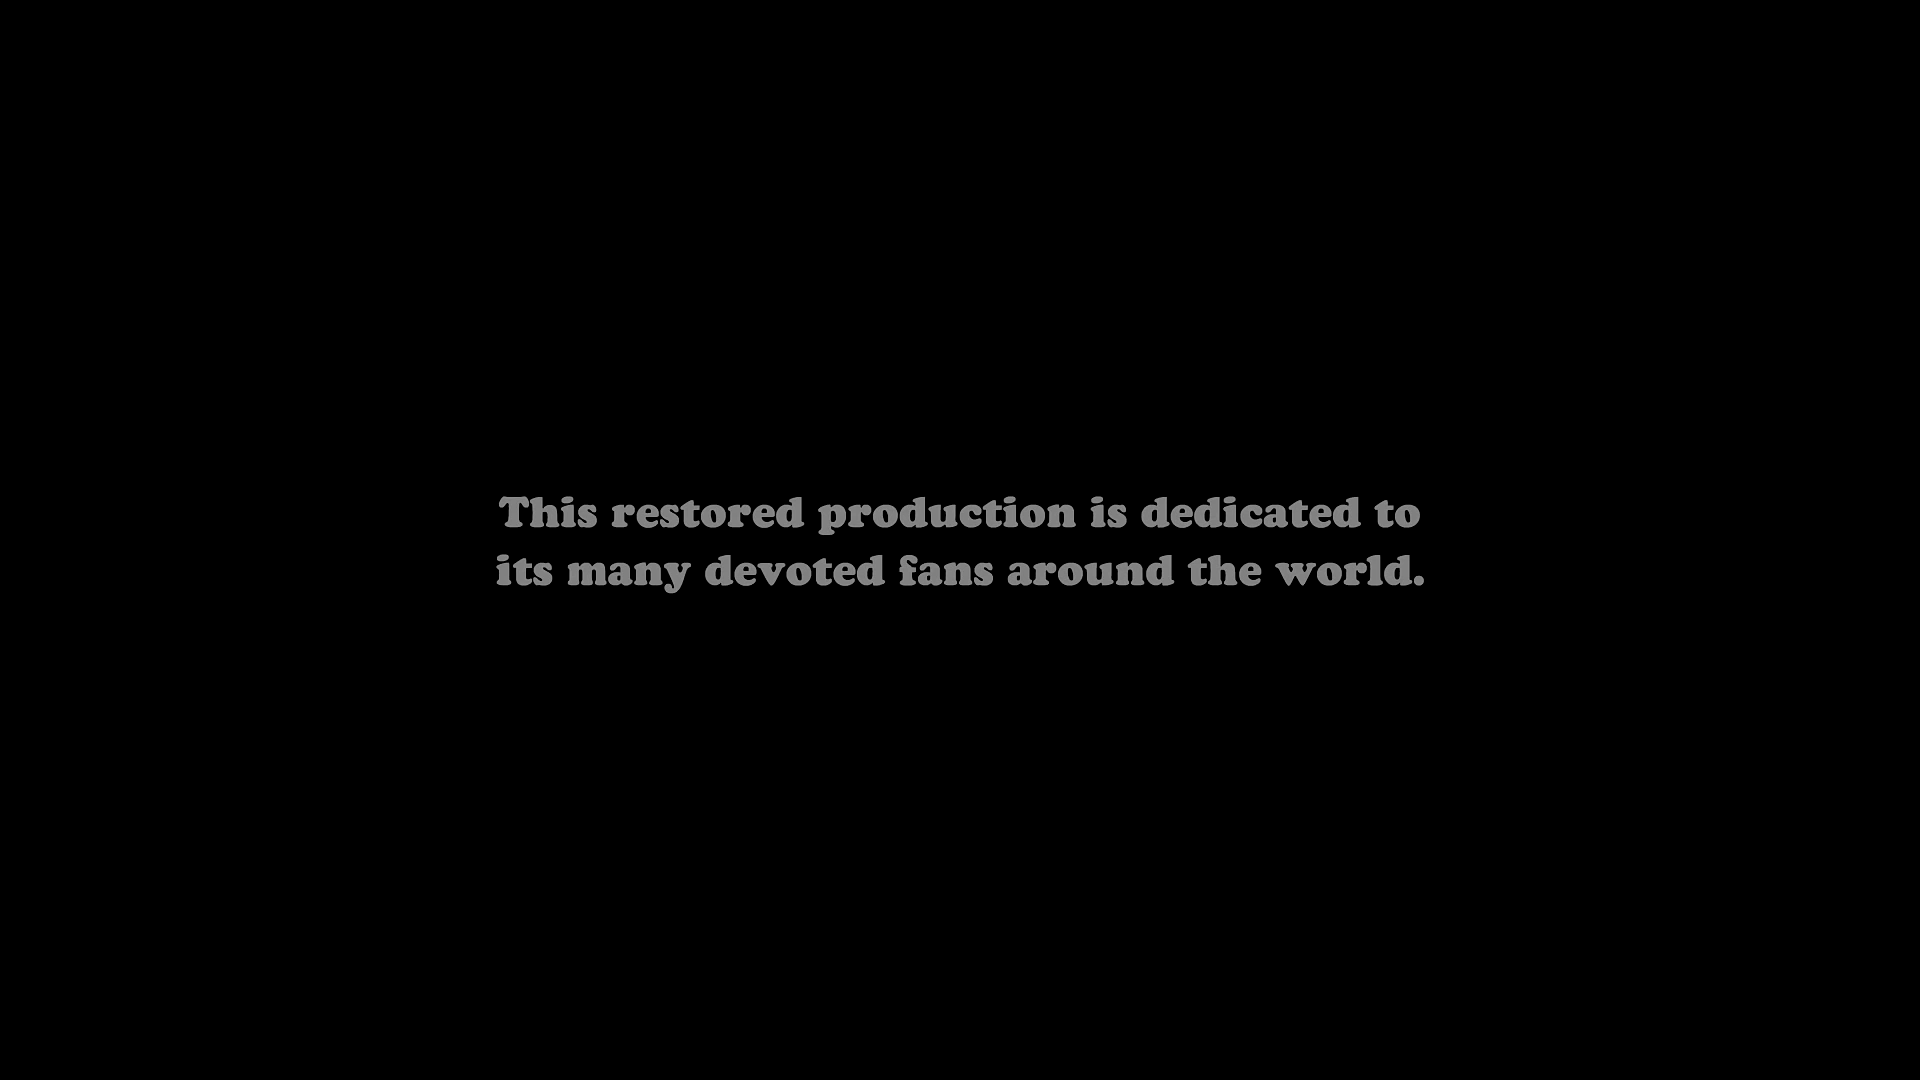 This restored production is dedicated to
its many devoted fans around the world.